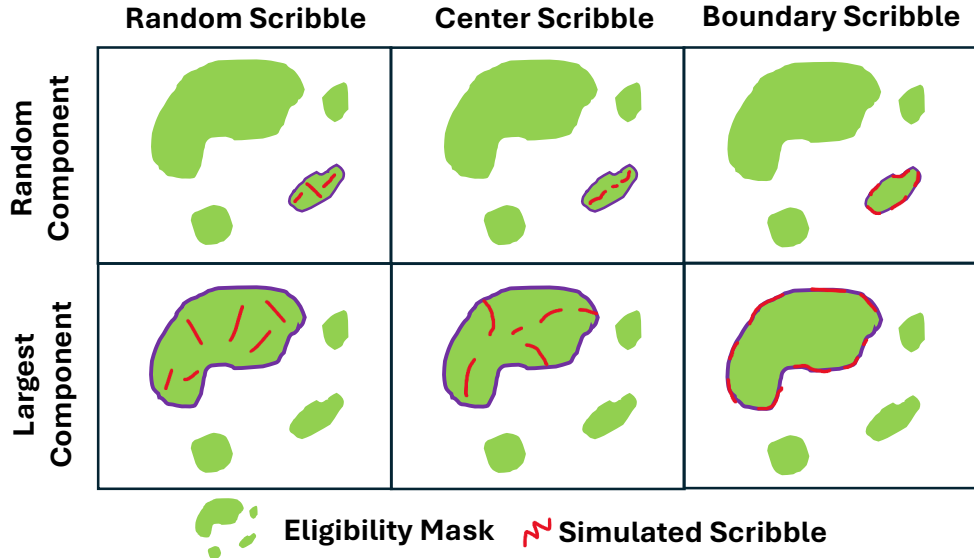 Random Scribble
Center Scribble
Boundary Scribble
Random
Component
Largest
Component
Eligibility Mask
Simulated Scribble